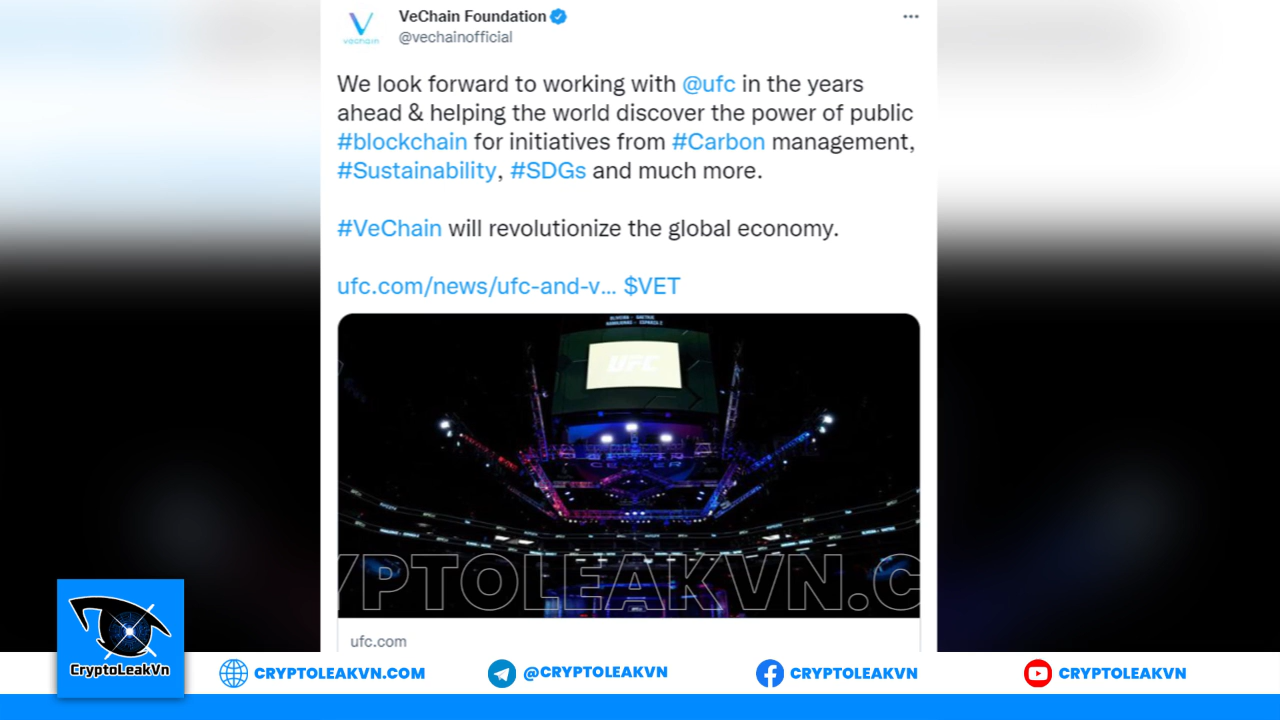 VeChain Foundation
vechain
@vechainofficial
We look forward to working with @ufc in the years
ahead & helping the world discover the power of public
#blockchain for initiatives from #Carbon management,
#Sustainability, #SDGs and much more.
#VeChain will revolutionize the global economy.
ufc.com/news/ufc-and-v... $VET
UFC
CENTER
YPTOLEAKVN.C
ufc.com
CryptoLeakVn
CRYPTOLEAKVN.COM
@CRYPTOLEAKVN
CRYPTOLEAKVN
CRYPTOLEAKVN